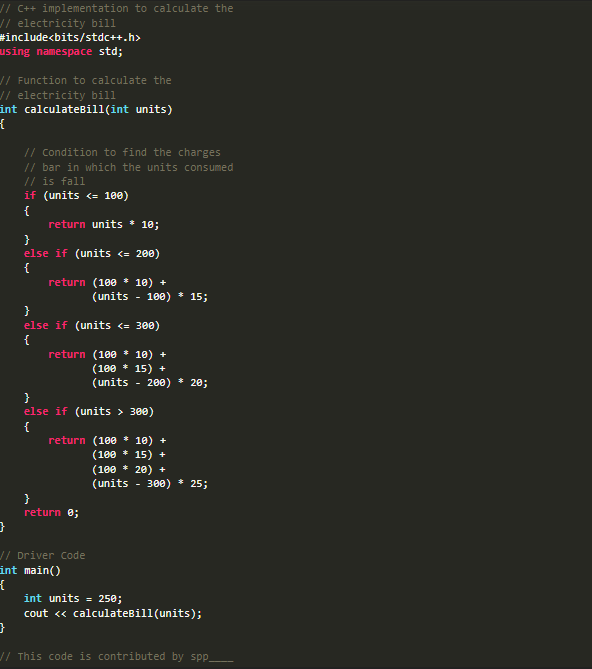 // C++ implementation to calculate the
// electricity bill
#include<bits/stdc++.h>
using namespace std;

// Function to calculate the
// electricity bill
int calculateBill(int units)
{

    // Condition to find the charges
    // bar in which the units consumed
    // is fall
    if (units <= 100)
    {
        return units * 10;
    }
    else if (units <= 200)
    {
        return (100 * 10) +
               (units - 100) * 15;
    }
    else if (units <= 300)
    {
        return (100 * 10) +
               (100 * 15) +
               (units - 200) * 20;
    }
    else if (units > 300)
    {
        return (100 * 10) +
               (100 * 15) +
               (100 * 20) +
               (units - 300) * 25;
    }
    return 0;
}

// Driver Code
int main()
{
    int units = 250;
    cout << calculateBill(units);
}

// This code is contributed by spp____